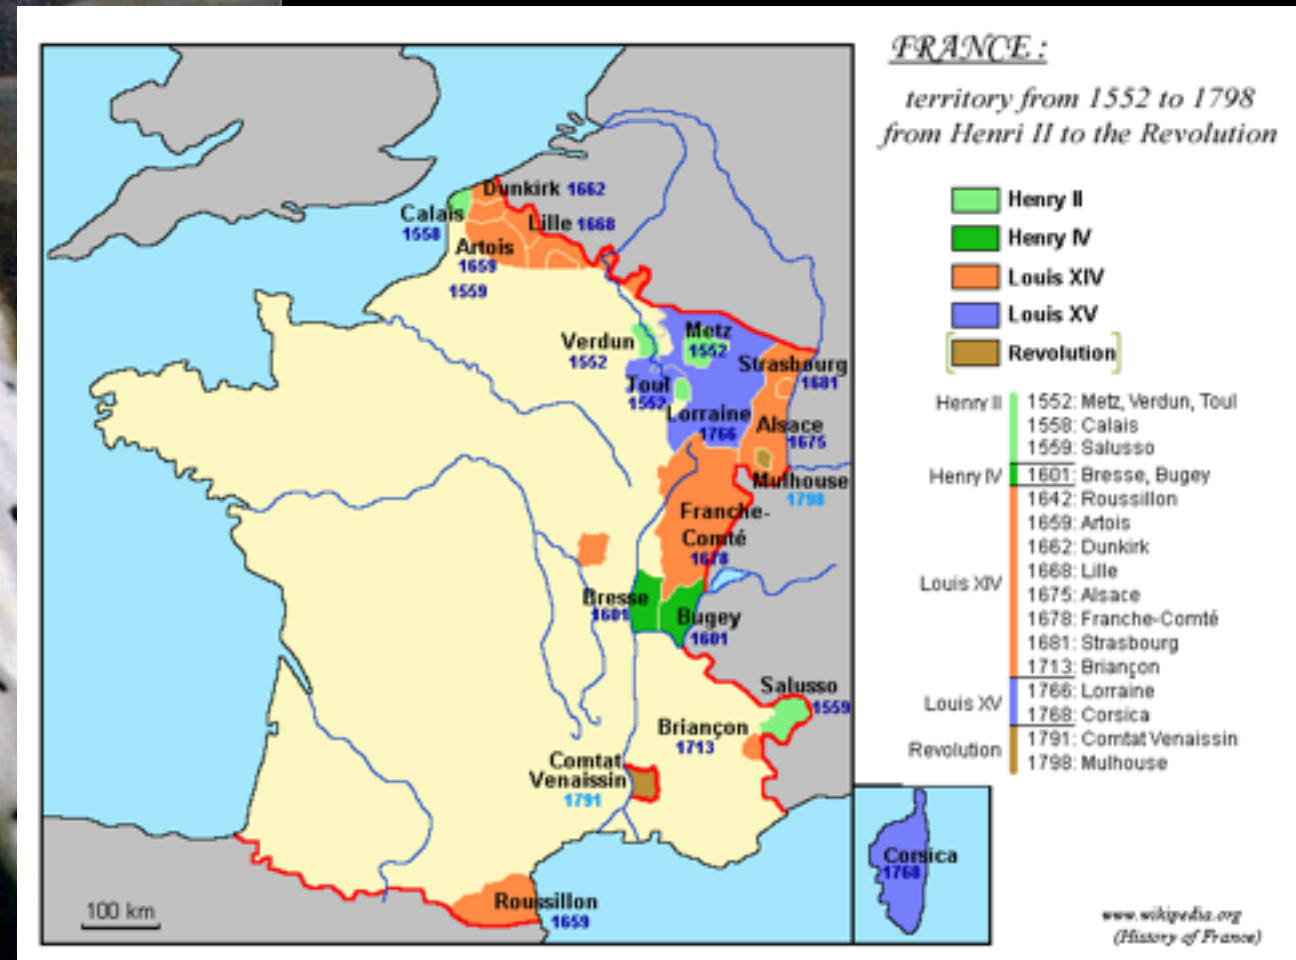 FRANCE :
territory from 1552 to 1798
from Henri II to the Revolution
Henry II
Henry IV
Louis XIV
Louis XV
Revolution
Henry II
1552: Metz, Verdun, Toul
1558: Calais
1559: Salusso
Henry IV
1601: Bresse, Bugey
Louis XIV
1642: Roussillon
1659: Artois
1662: Dunkirk
1668: Lille
1675: Alsace
1678: Franche-Comté
1681: Strasbourg
1713: Briançon
Louis XV
1766: Lorraine
1768: Corsica
Revolution
1791: Comtat Venaissin
1798: Mulhouse
Dunkirk 1662
Calais
1558
Lille 1668
Artois
1659
1559
Verdun
1552
Metz
1552
Strasbourg
1681
Toul
1552
Lorraine
1766
Alsace
1675
Mulhouse
1798
Franche-
Comté
1678
Bresse
1601
Bugey
1601
Salusso
1559
Briançon
1713
Comtat
Venaissin
1791
Roussillon
1659
Corsica
1768
100 km
www.wikipedia.org
(History of France)